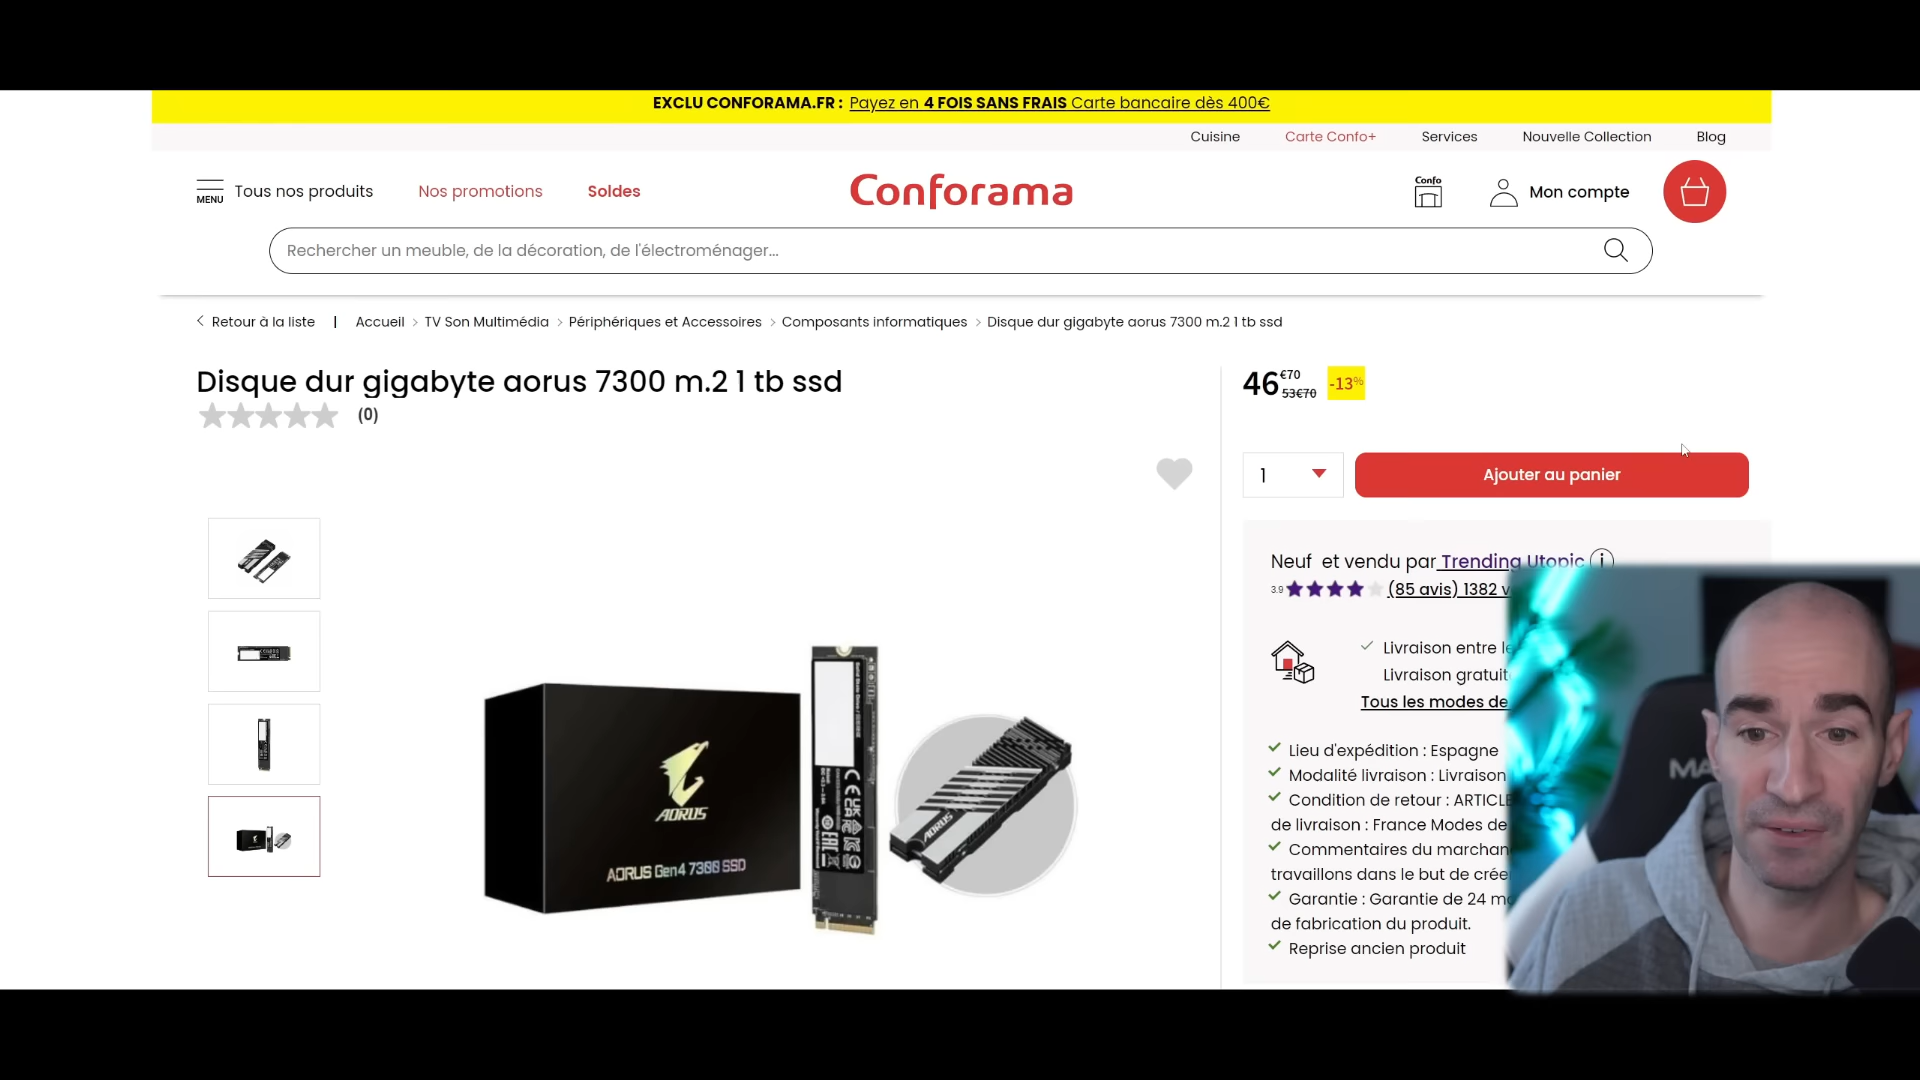 EXCLU CONFORAMA.FR : Payez en 4 FOIS SANS FRAIS Carte bancaire dès 400€
Cuisine Carte Confo+ Services Nouvelle Collection Blog
MENU Tous nos produits Nos promotions Soldes Conforama Confo Mon compte
Rechercher un meuble, de la décoration, de l'électroménager...
Retour à la liste | Accueil > TV Son Multimédia > Périphériques et Accessoires > Composants informatiques > Disque dur gigabyte aorus 7300 m.2 1 tb ssd
Disque dur gigabyte aorus 7300 m.2 1 tb ssd
(0)
46€70 53€70 -13%
1 Ajouter au panier
Neuf et vendu par Trending Utopic i
3.9 (85 avis) 1382 v
Livraison entre le
Livraison gratuit
Tous les modes de
Lieu d'expédition : Espagne
Modalité livraison : Livraison
Condition de retour : ARTICLE
de livraison : France Modes de
Commentaires du marchan
travaillons dans le but de crée
Garantie : Garantie de 24 mo
de fabrication du produit.
Reprise ancien produit
AORUS
AORUS Gen4 7300 SSD
AORUS
MA